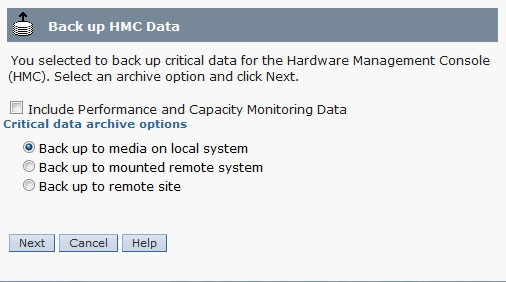 Back up HMC Data
You selected to back up critical data for the Hardware Management Console
(HMC). Select an archive option and click Next.
Include Performance and Capacity Monitoring Data
Critical data archive options
Back up to media on local system
Back up to mounted remote system
Back up to remote site
Next Cancel Help